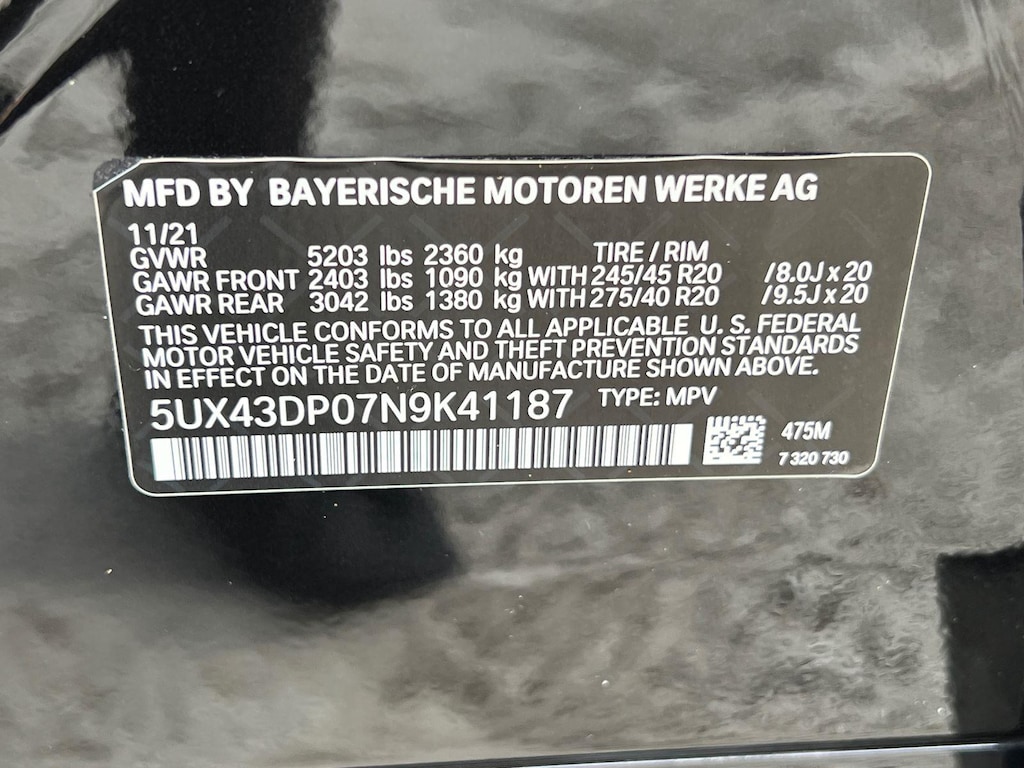 MFD BY BAYERISCHE MOTOREN WERKE AG
11/21
GVWR 5203 lbs 2360 kg TIRE / RIM
GAWR FRONT 2403 lbs 1090 kg WITH 245/45 R20 /8.0J x 20
GAWR REAR 3042 lbs 1380 kg WITH 275/40 R20 /9.5J x 20
THIS VEHICLE CONFORMS TO ALL APPLICABLE U. S. FEDERAL
MOTOR VEHICLE SAFETY AND THEFT PREVENTION STANDARDS
IN EFFECT ON THE DATE OF MANUFACTURE SHOWN ABOVE.
5UX43DP07N9K41187 TYPE: MPV
475M
7 320 730